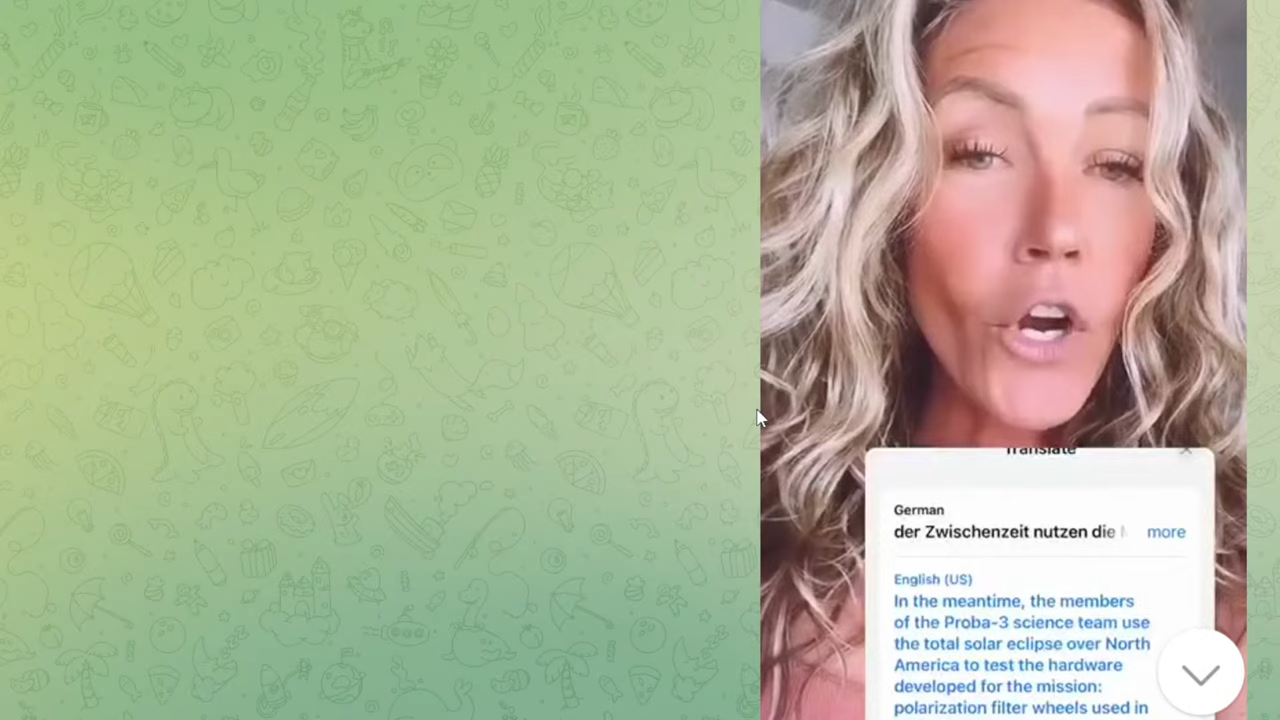 Translate
German
der Zwischenzeit nutzen die
more
English (US)
In the meantime, the members
of the Proba-3 science team use
the total solar eclipse over North
America to test the hardware
developed for the mission:
polarization filter wheels used in